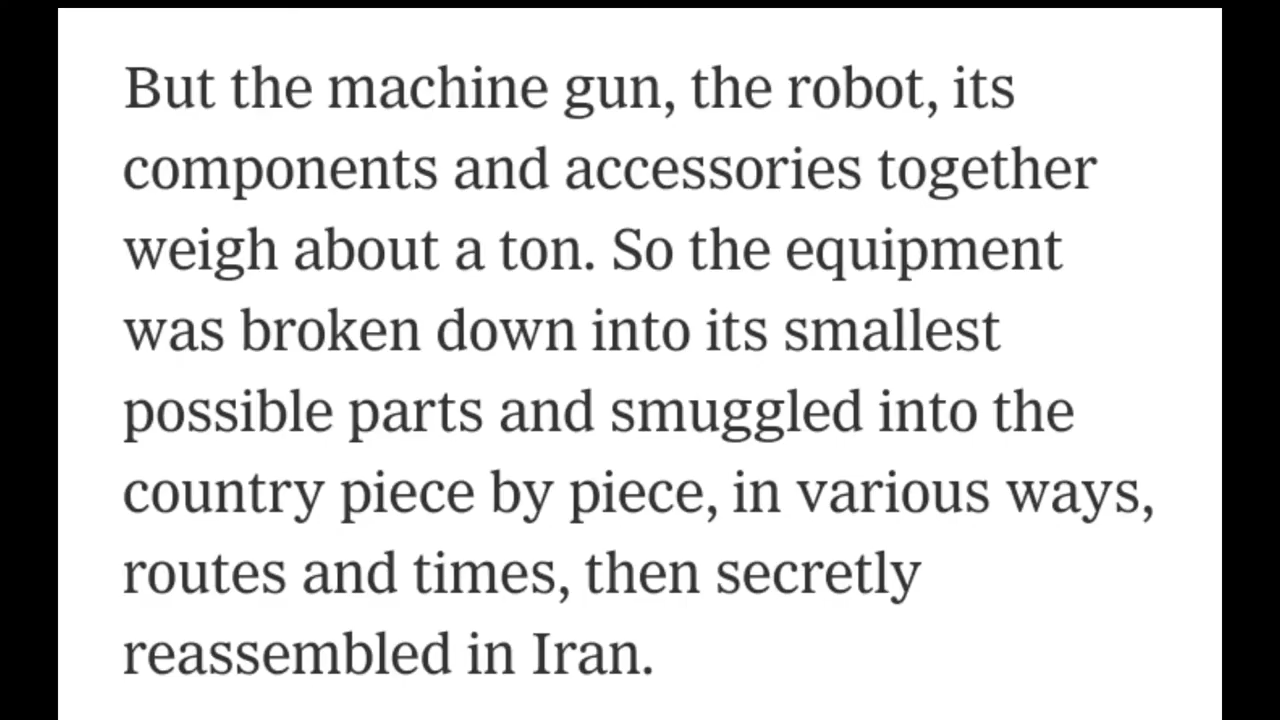 But the machine gun, the robot, its
components and accessories together
weigh about a ton. So the equipment
was broken down into its smallest
possible parts and smuggled into the
country piece by piece, in various ways,
routes and times, then secretly
reassembled in Iran.